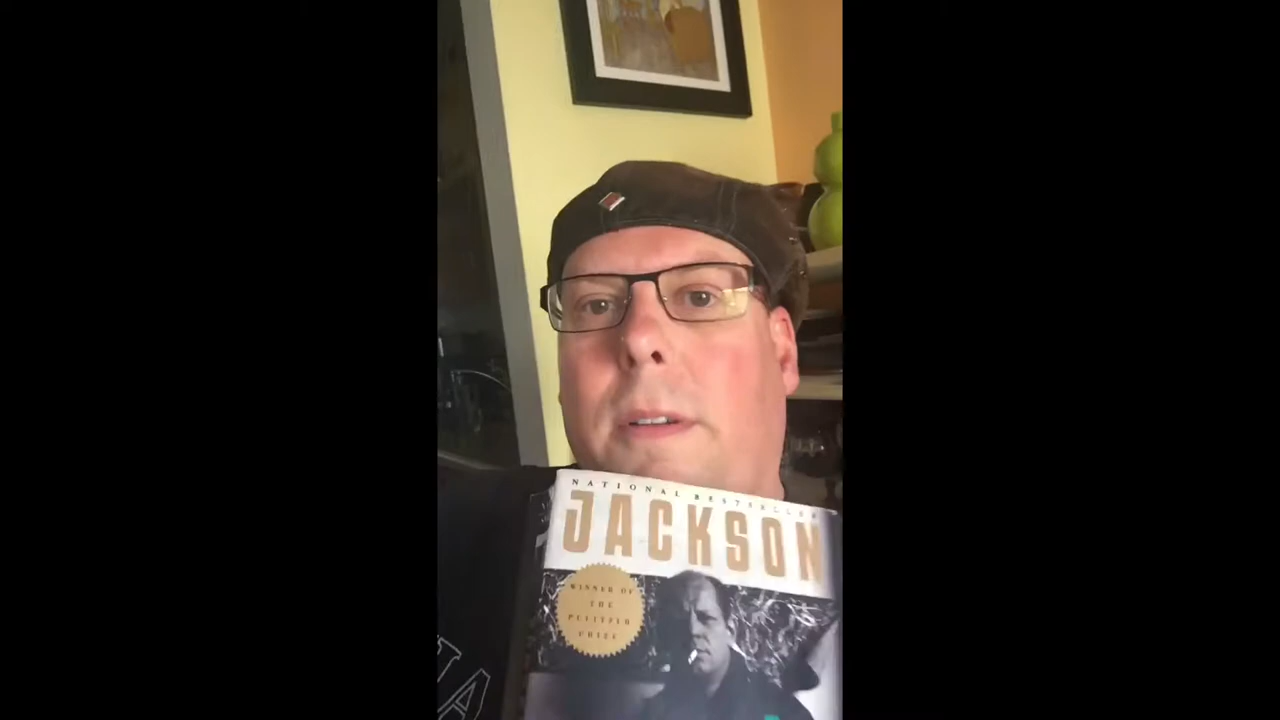 NATIONAL BESTSELLER
JACKSON
WINNER OF
THE
PULITZER
PRIZE